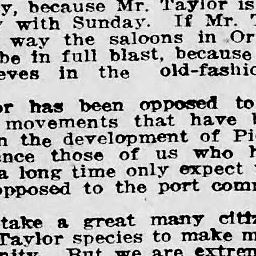 y, because Mr. Taylor is
with Sunday. If Mr. T
way the saloons in Or
be in full blast, because
eves in the old-fashio
or has been opposed to
movements that have b
n the development of Pi
ence those of us who h
a long time only expect
opposed to the port com
take a great many citiz
Taylor species to make m
nity. But we are extrem